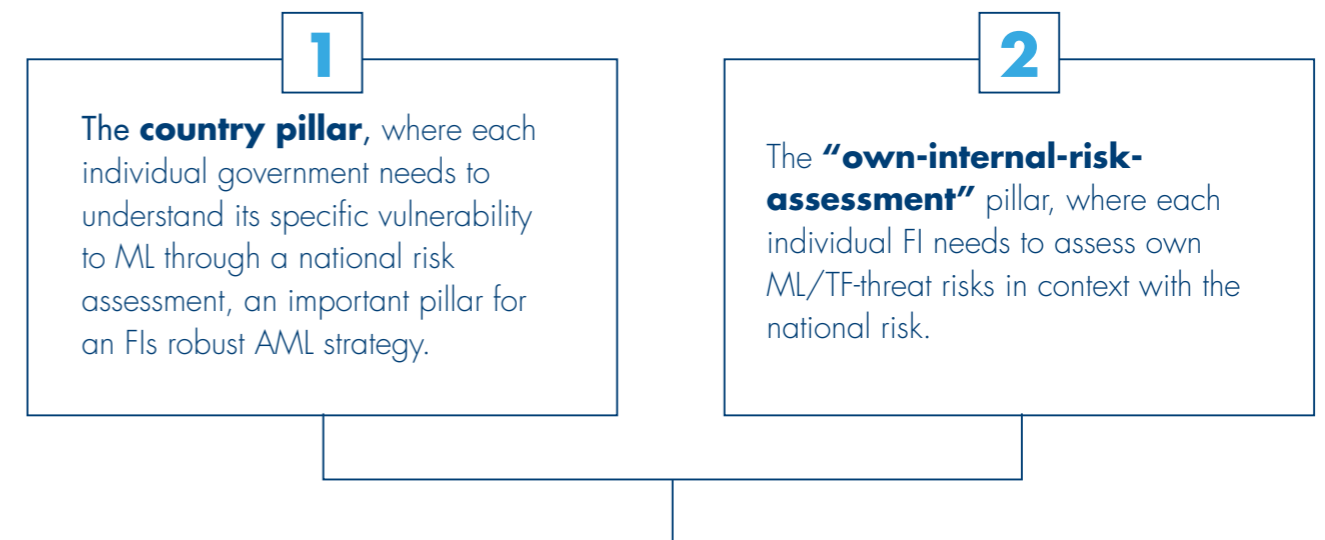 1
The country pillar, where each
individual government needs to
understand its specific vulnerability
to ML through a national risk
assessment, an important pillar for
an FIs robust AML strategy.
2
The “own-internal-risk-
assessment” pillar, where each
individual FI needs to assess own
ML/TF-threat risks in context with the
national risk.